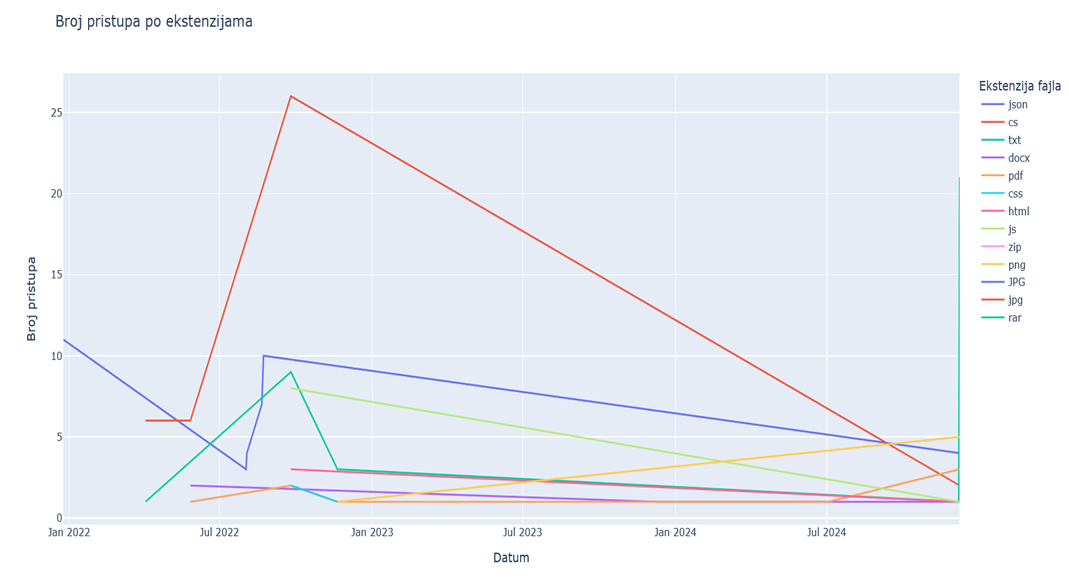 Broj pristupa po ekstenzijama
Ekstenzija fajla
json
cs
txt
docx
pdf
css
html
js
zip
png
JPG
jpg
rar
Broj pristupa
25
20
15
10
5
0
Jan 2022
Jul 2022
Jan 2023
Jul 2023
Jan 2024
Jul 2024
Datum